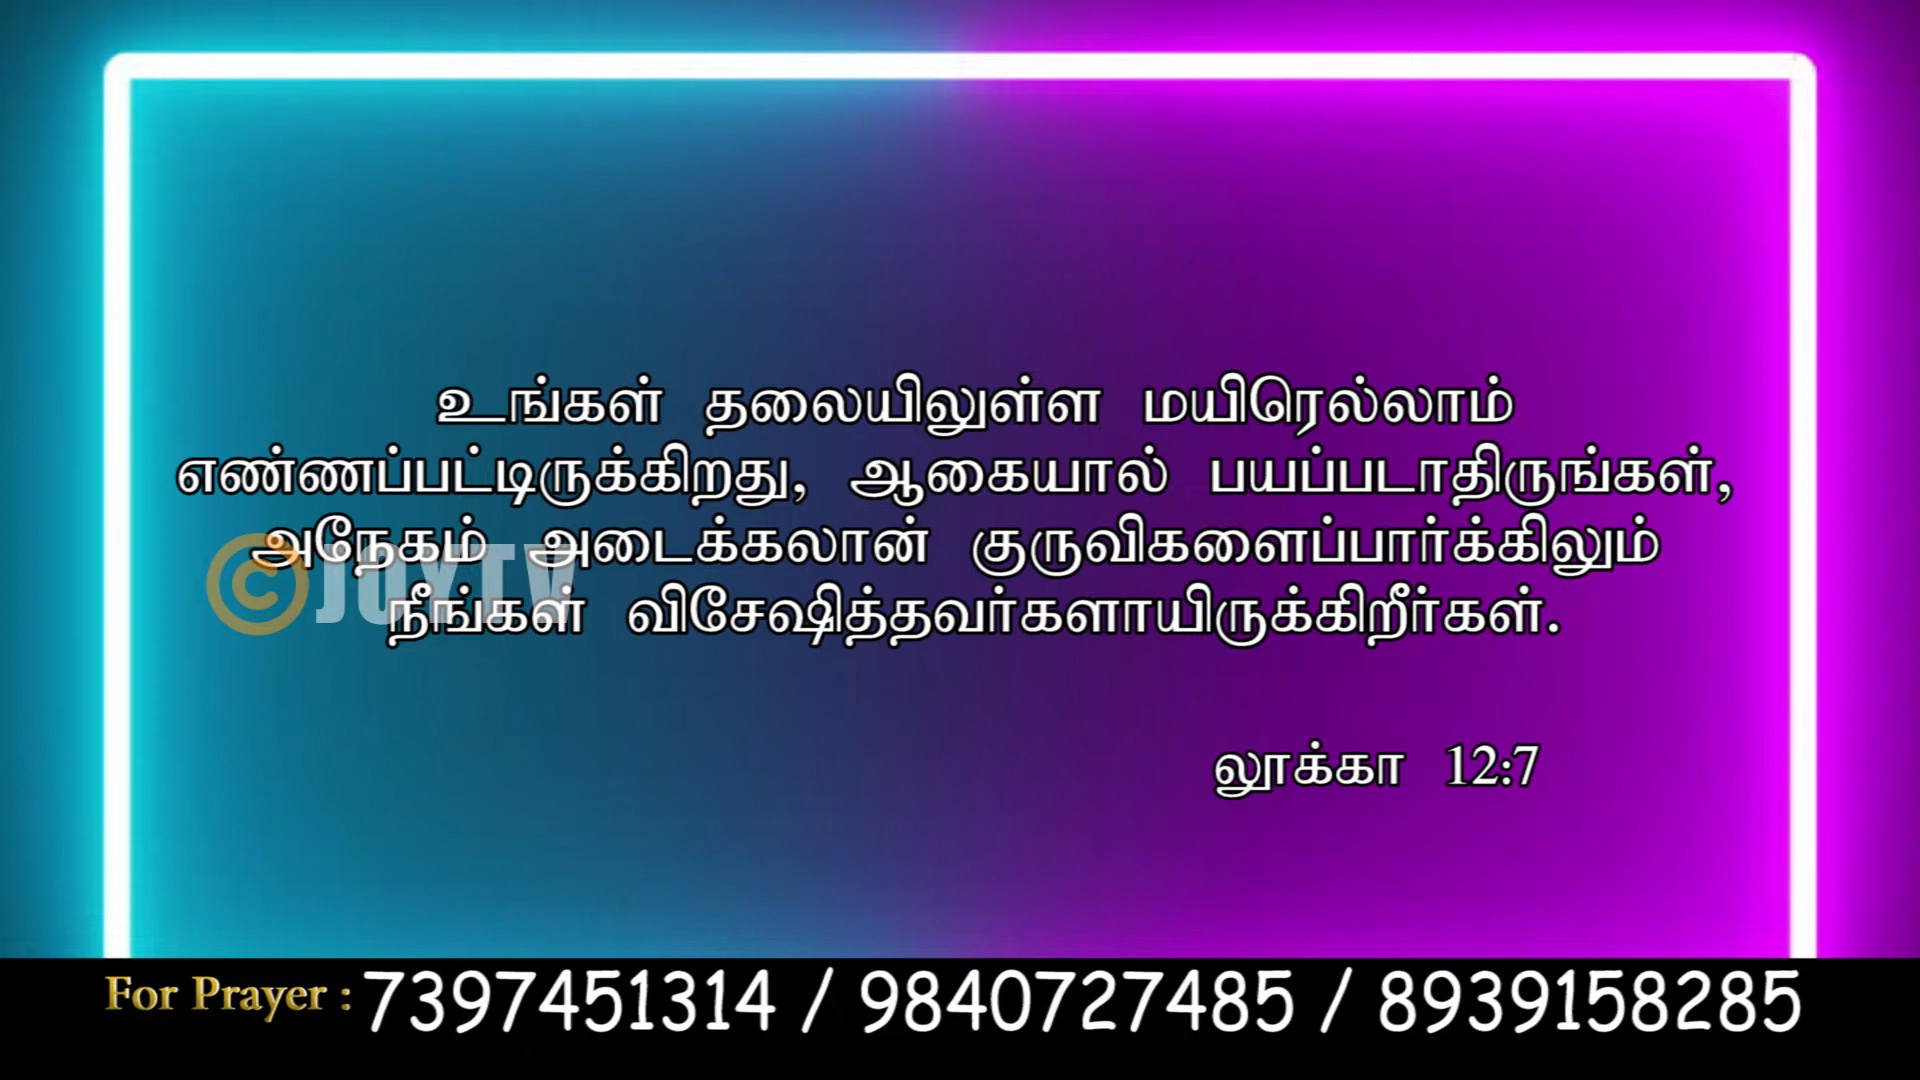 உங்கள் தலையிலுள்ள மயிரெல்லாம்
எண்ணப்பட்டிருக்கிறது, ஆகையால் பயப்படாதிருங்கள்,
அநேகம் அடைக்கலான் குருவிகளைப்பார்க்கிலும்
© JOYTV
நீங்கள் விசேஷித்தவர்களாயிருக்கிறீர்கள்.
லூக்கா 12:7
For Prayer : 7397451314 / 9840727485 / 8939158285